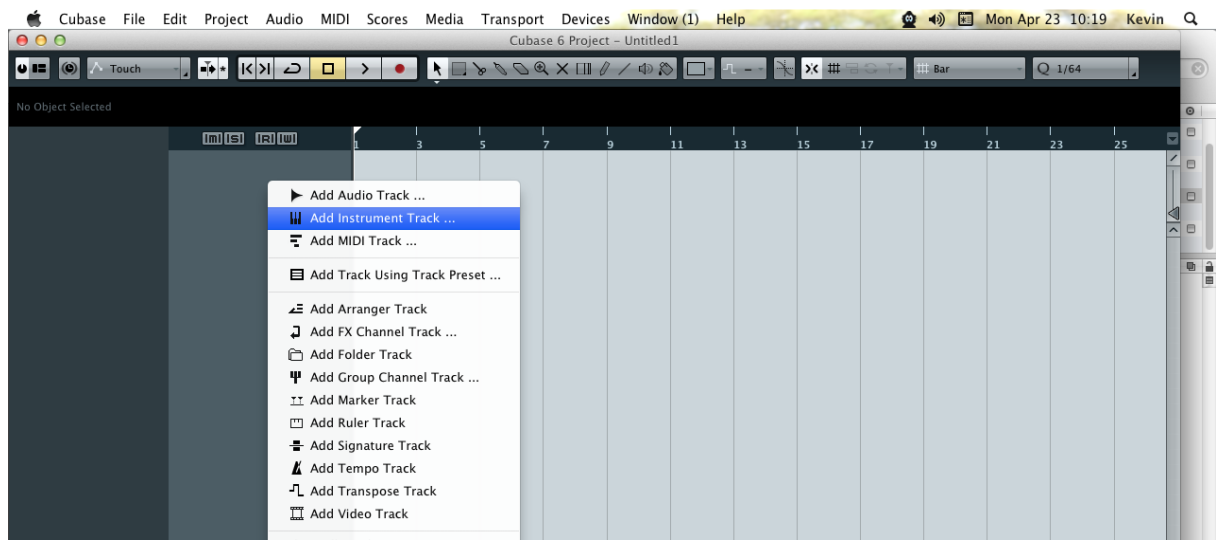 Cubase File Edit Project Audio MIDI Scores Media Transport Devices Window (1) Help Mon Apr 23 10:19 Kevin
Cubase 6 Project - Untitled1
Touch Bar Q 1/64
No Object Selected
m s R w
1 3 5 7 9 11 13 15 17 19 21 23 25
Add Audio Track ...
Add Instrument Track ...
Add MIDI Track ...
Add Track Using Track Preset ...
Add Arranger Track
Add FX Channel Track ...
Add Folder Track
Add Group Channel Track ...
Add Marker Track
Add Ruler Track
Add Signature Track
Add Tempo Track
Add Transpose Track
Add Video Track